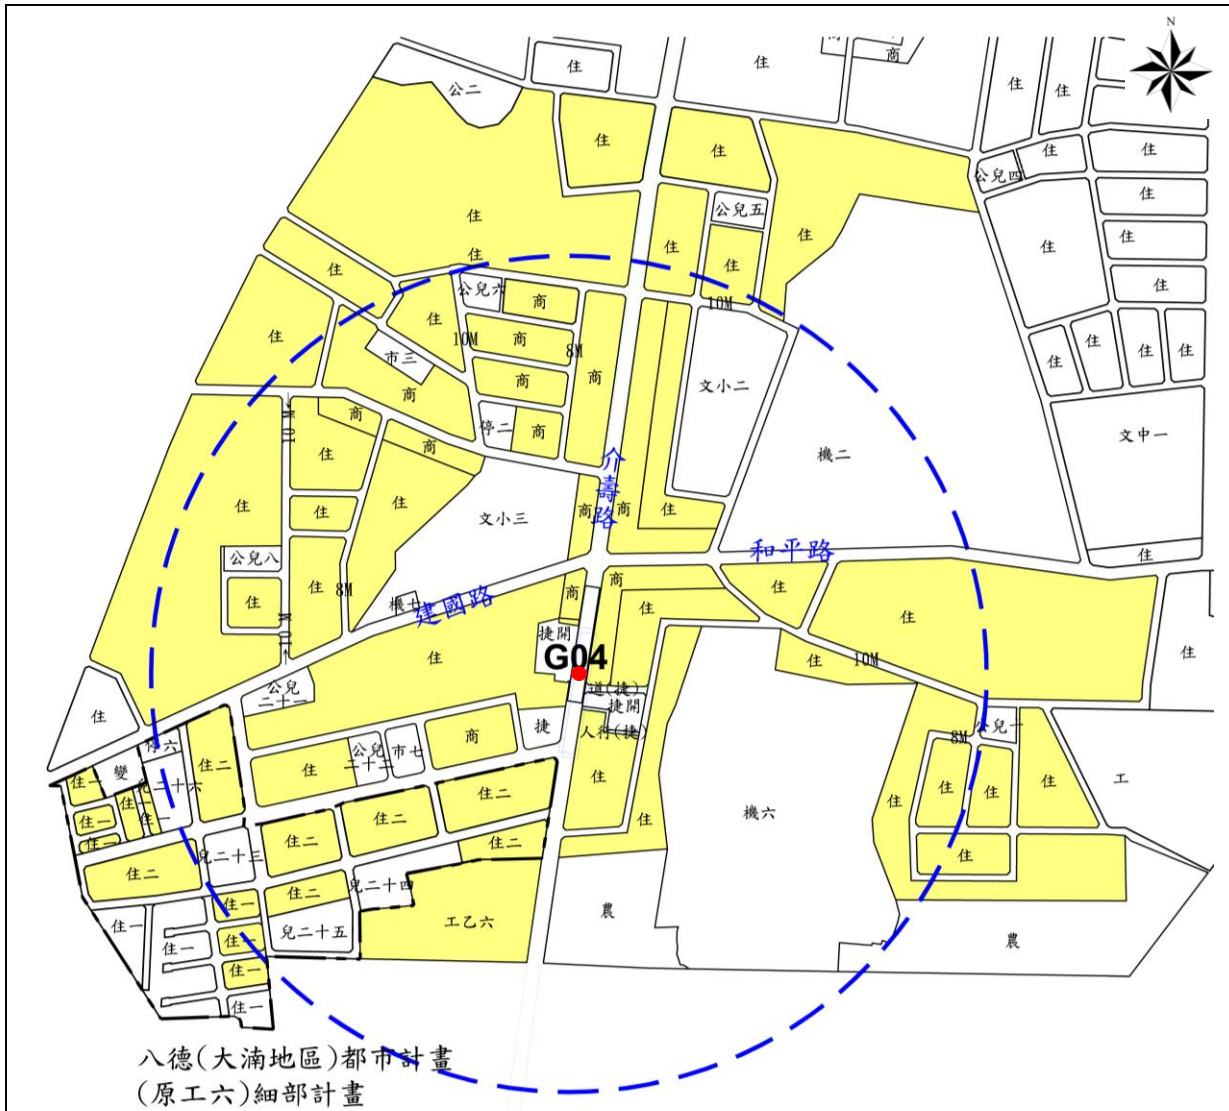 N
住
商
商
住
住
住
公二
住
住
公兒四
住
住
住
公兒五
住
住
住
住
住
住
住
住
住
住
公兒六
商
10M
住
10M
商
8M
住
市三
商
住
住
住
住
商
商
文小二
商
商
停二
商
商
10M
住
文中一
機二
介壽路
住
住
文小三
商
商
住
住
和平路
住
公兒八
住
8M
商
商
住
住
機七
建國路
住
住
10M
捷開
住
G04
住
10M
住
公兒
二十一
道(捷)
捷開
住
商
捷
人行(捷)
公兒一
8M
停六
住二
公兒
二十二
市七
住
變
住一
兒二十六
住
住
住
住
住
工
住一
住一
住一
住一
住二
住二
住二
住
住
機六
住二
兒二十三
住二
住
住二
住二
兒二十四
住一
住一
工乙六
農
農
住一
住一
兒二十五
住一
住一
八德(大湳地區)都市計畫
(原工六)細部計畫